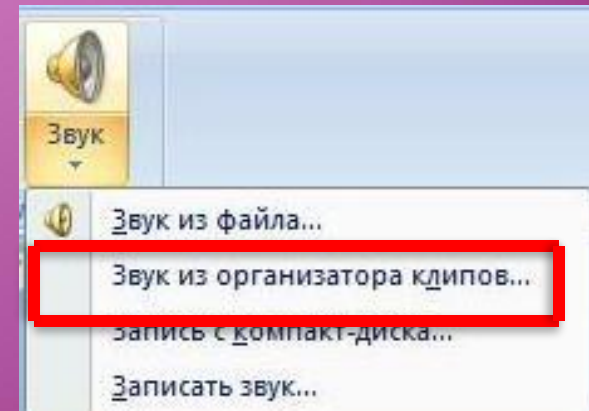 Звук
Звук из файла...
Звук из организатора клипов...
Запись с компакт-диска...
Записать звук...